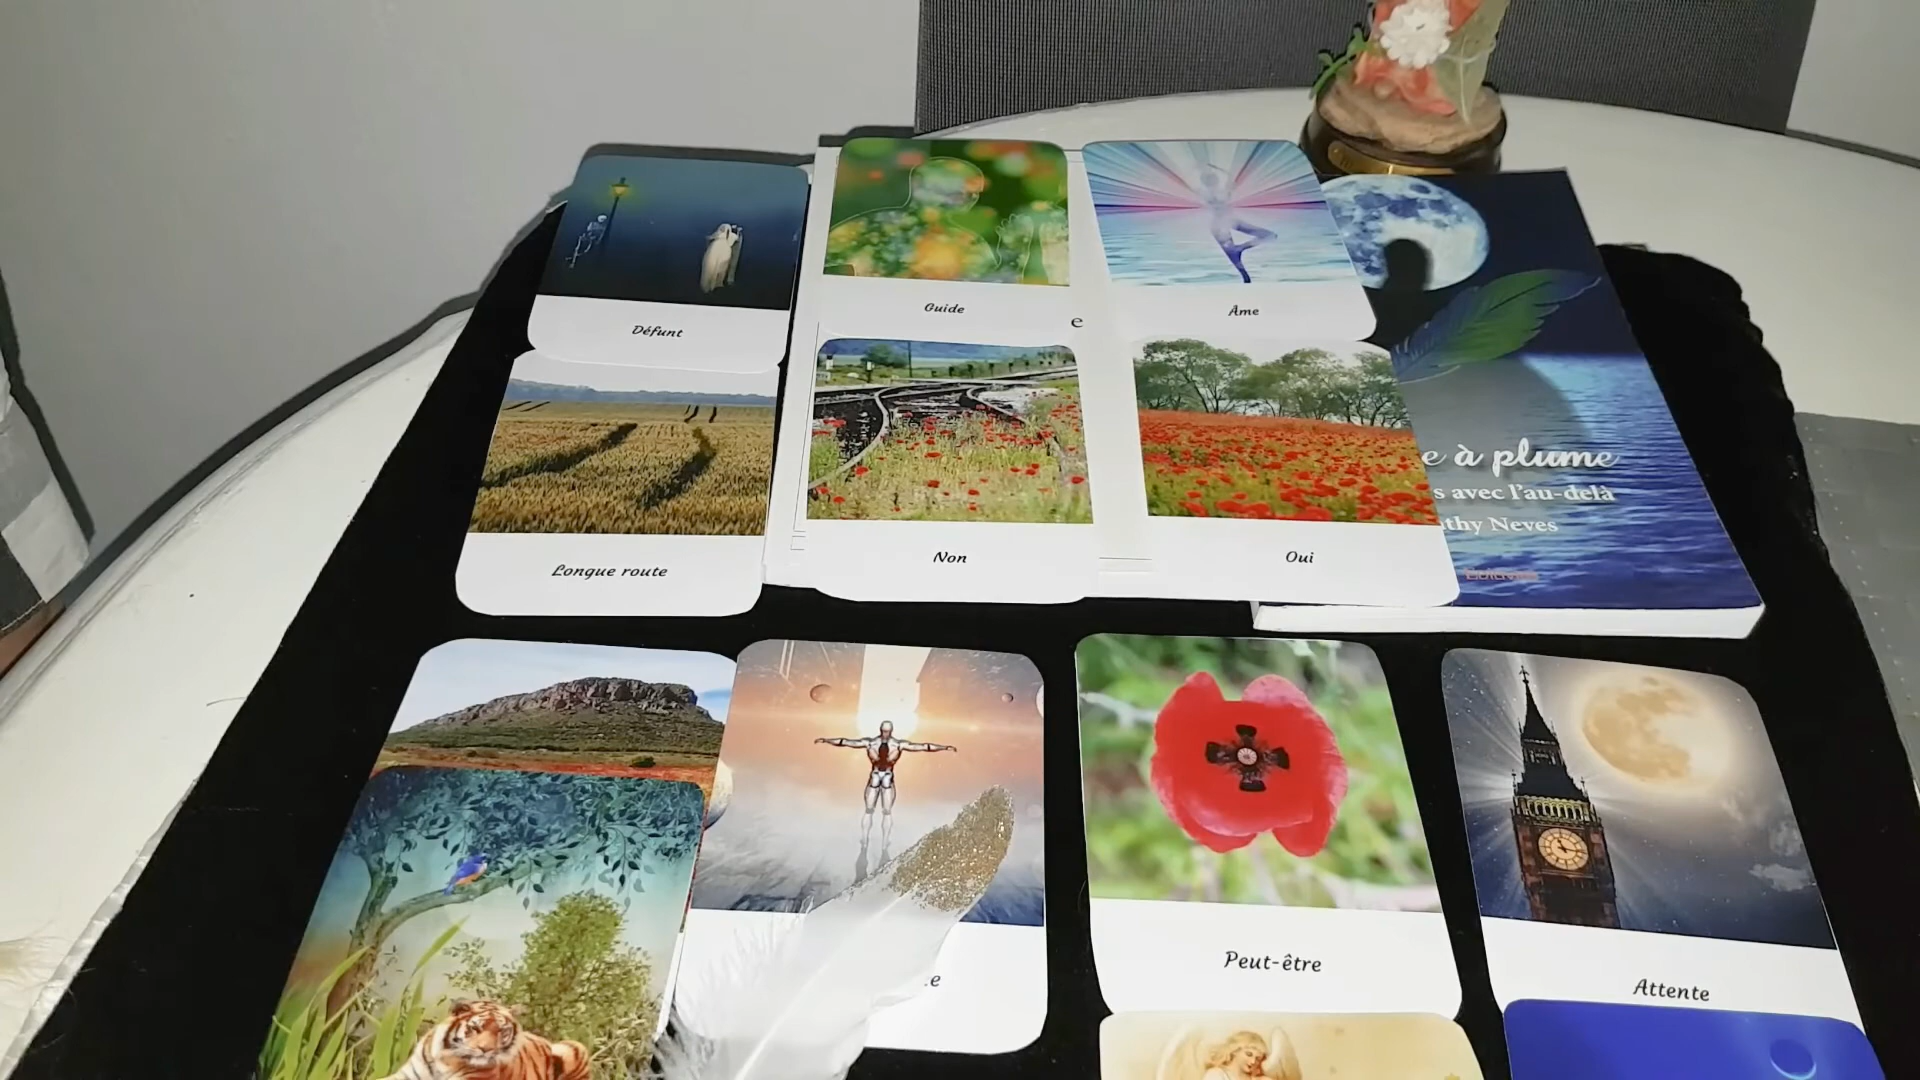 Défunt
Guide
Âme
e
Longue route
Non
Oui
e à plume
s avec l'au-delà
thy Neves
Peut-être
Attente
e